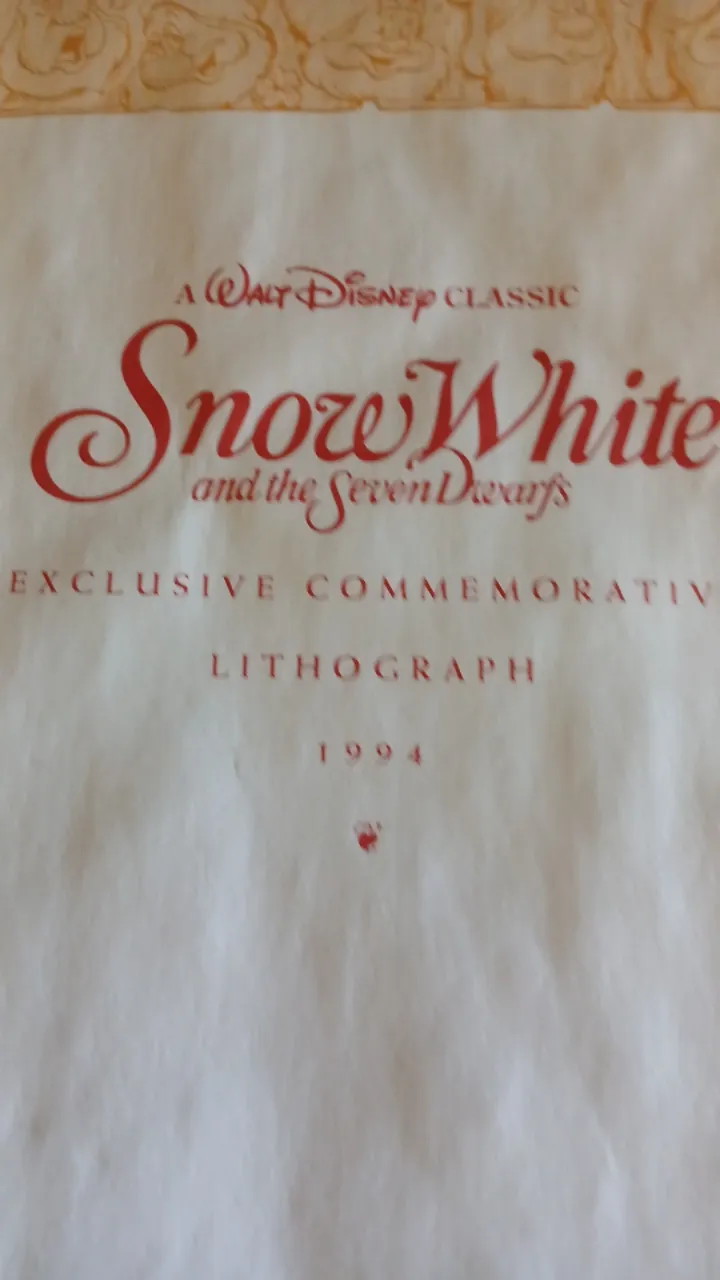 A WALT DISNEY CLASSIC
Snow White
and the Seven Dwarfs
EXCLUSIVE COMMEMORATIV
LITHOGRAPH
1994